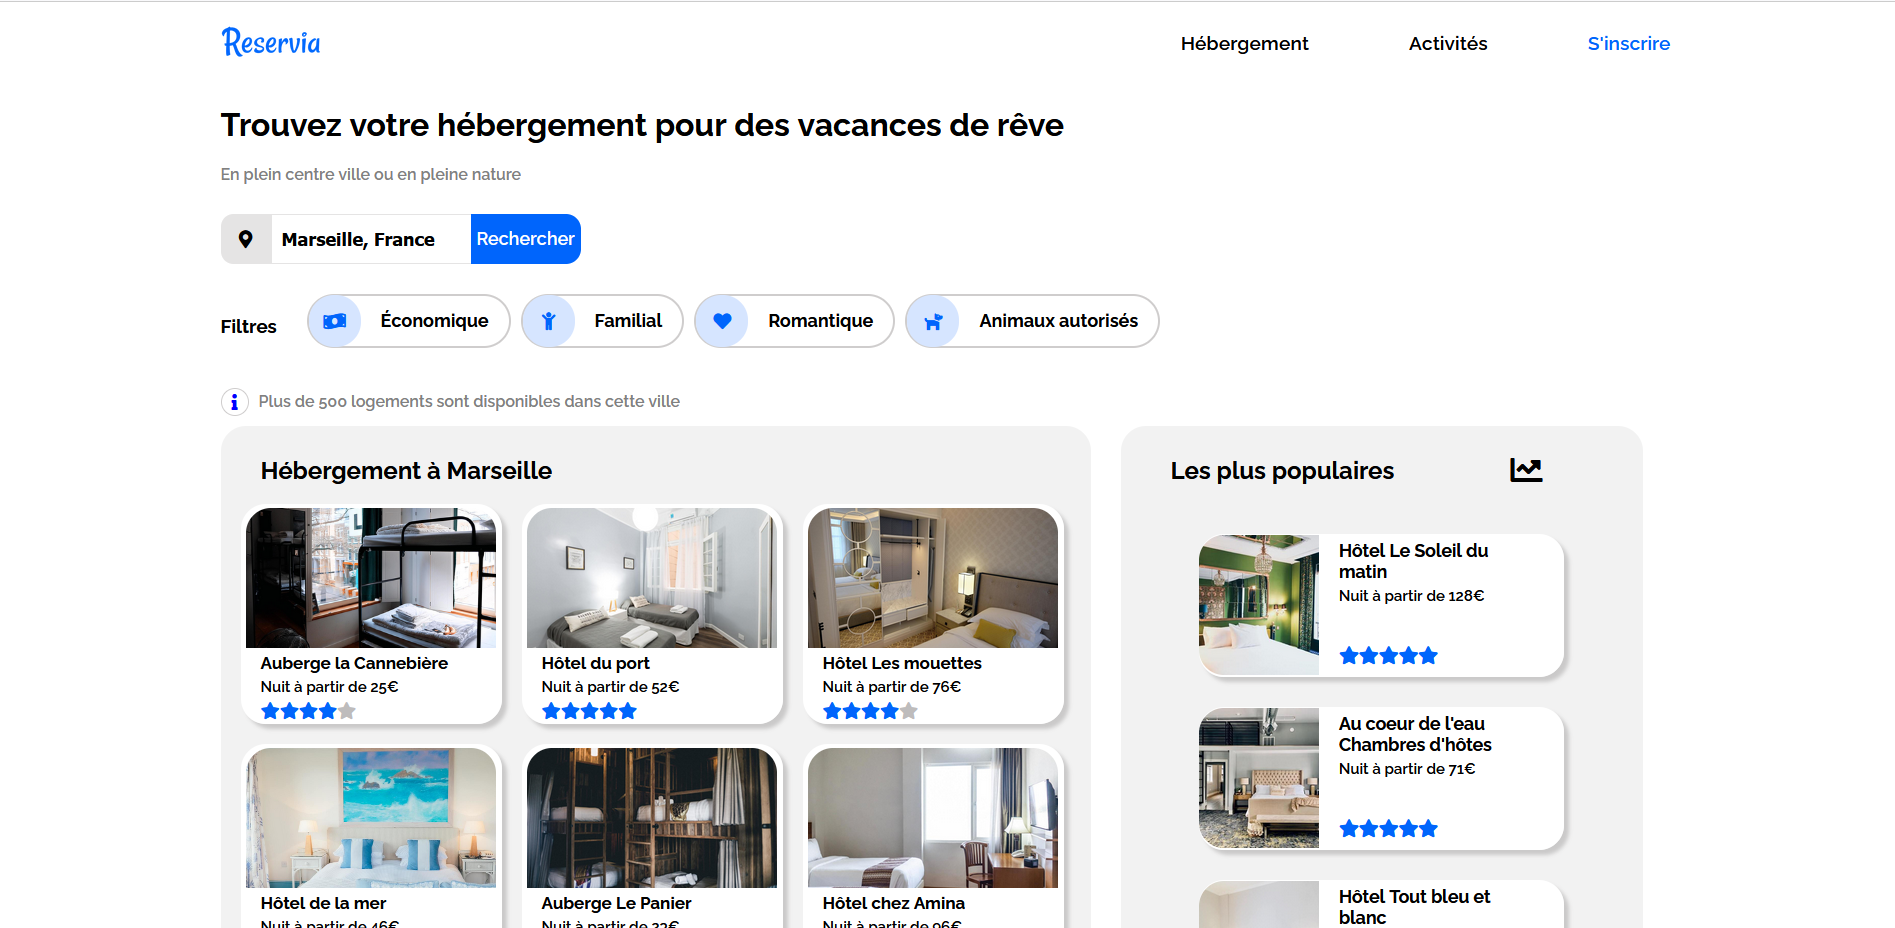 Reservia
Hébergement
Activités
S'inscrire
Trouvez votre hébergement pour des vacances de rêve
En plein centre ville ou en pleine nature
Marseille, France
Rechercher
Filtres
Économique
Familial
Romantique
Animaux autorisés
Plus de 500 logements sont disponibles dans cette ville
Hébergement à Marseille
Auberge la Cannebière
Nuit à partir de 25€
Hôtel du port
Nuit à partir de 52€
Hôtel Les mouettes
Nuit à partir de 76€
Hôtel de la mer
Nuit à partir de 46€
Auberge Le Panier
Nuit à partir de 23€
Hôtel chez Amina
Nuit à partir de 96€
Les plus populaires
Hôtel Le Soleil du
matin
Nuit à partir de 128€
Au coeur de l'eau
Chambres d'hôtes
Nuit à partir de 71€
Hôtel Tout bleu et
blanc